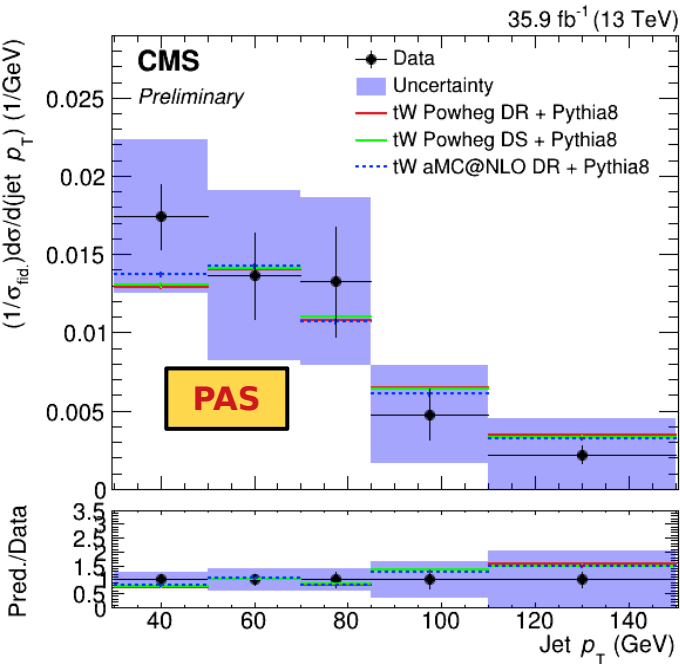 35.9 fb⁻¹ (13 TeV)
CMS
Preliminary
Data
Uncertainty
tW Powheg DR + Pythia8
tW Powheg DS + Pythia8
tW aMC@NLO DR + Pythia8
(1/σ_fid.)dσ/d(jet p_T) (1/GeV)
0.025
0.02
0.015
0.01
0.005
0
PAS
Pred./Data
3.5
3
2.5
2
1.5
1
0.5
0
40 60 80 100 120 140
Jet p_T (GeV)